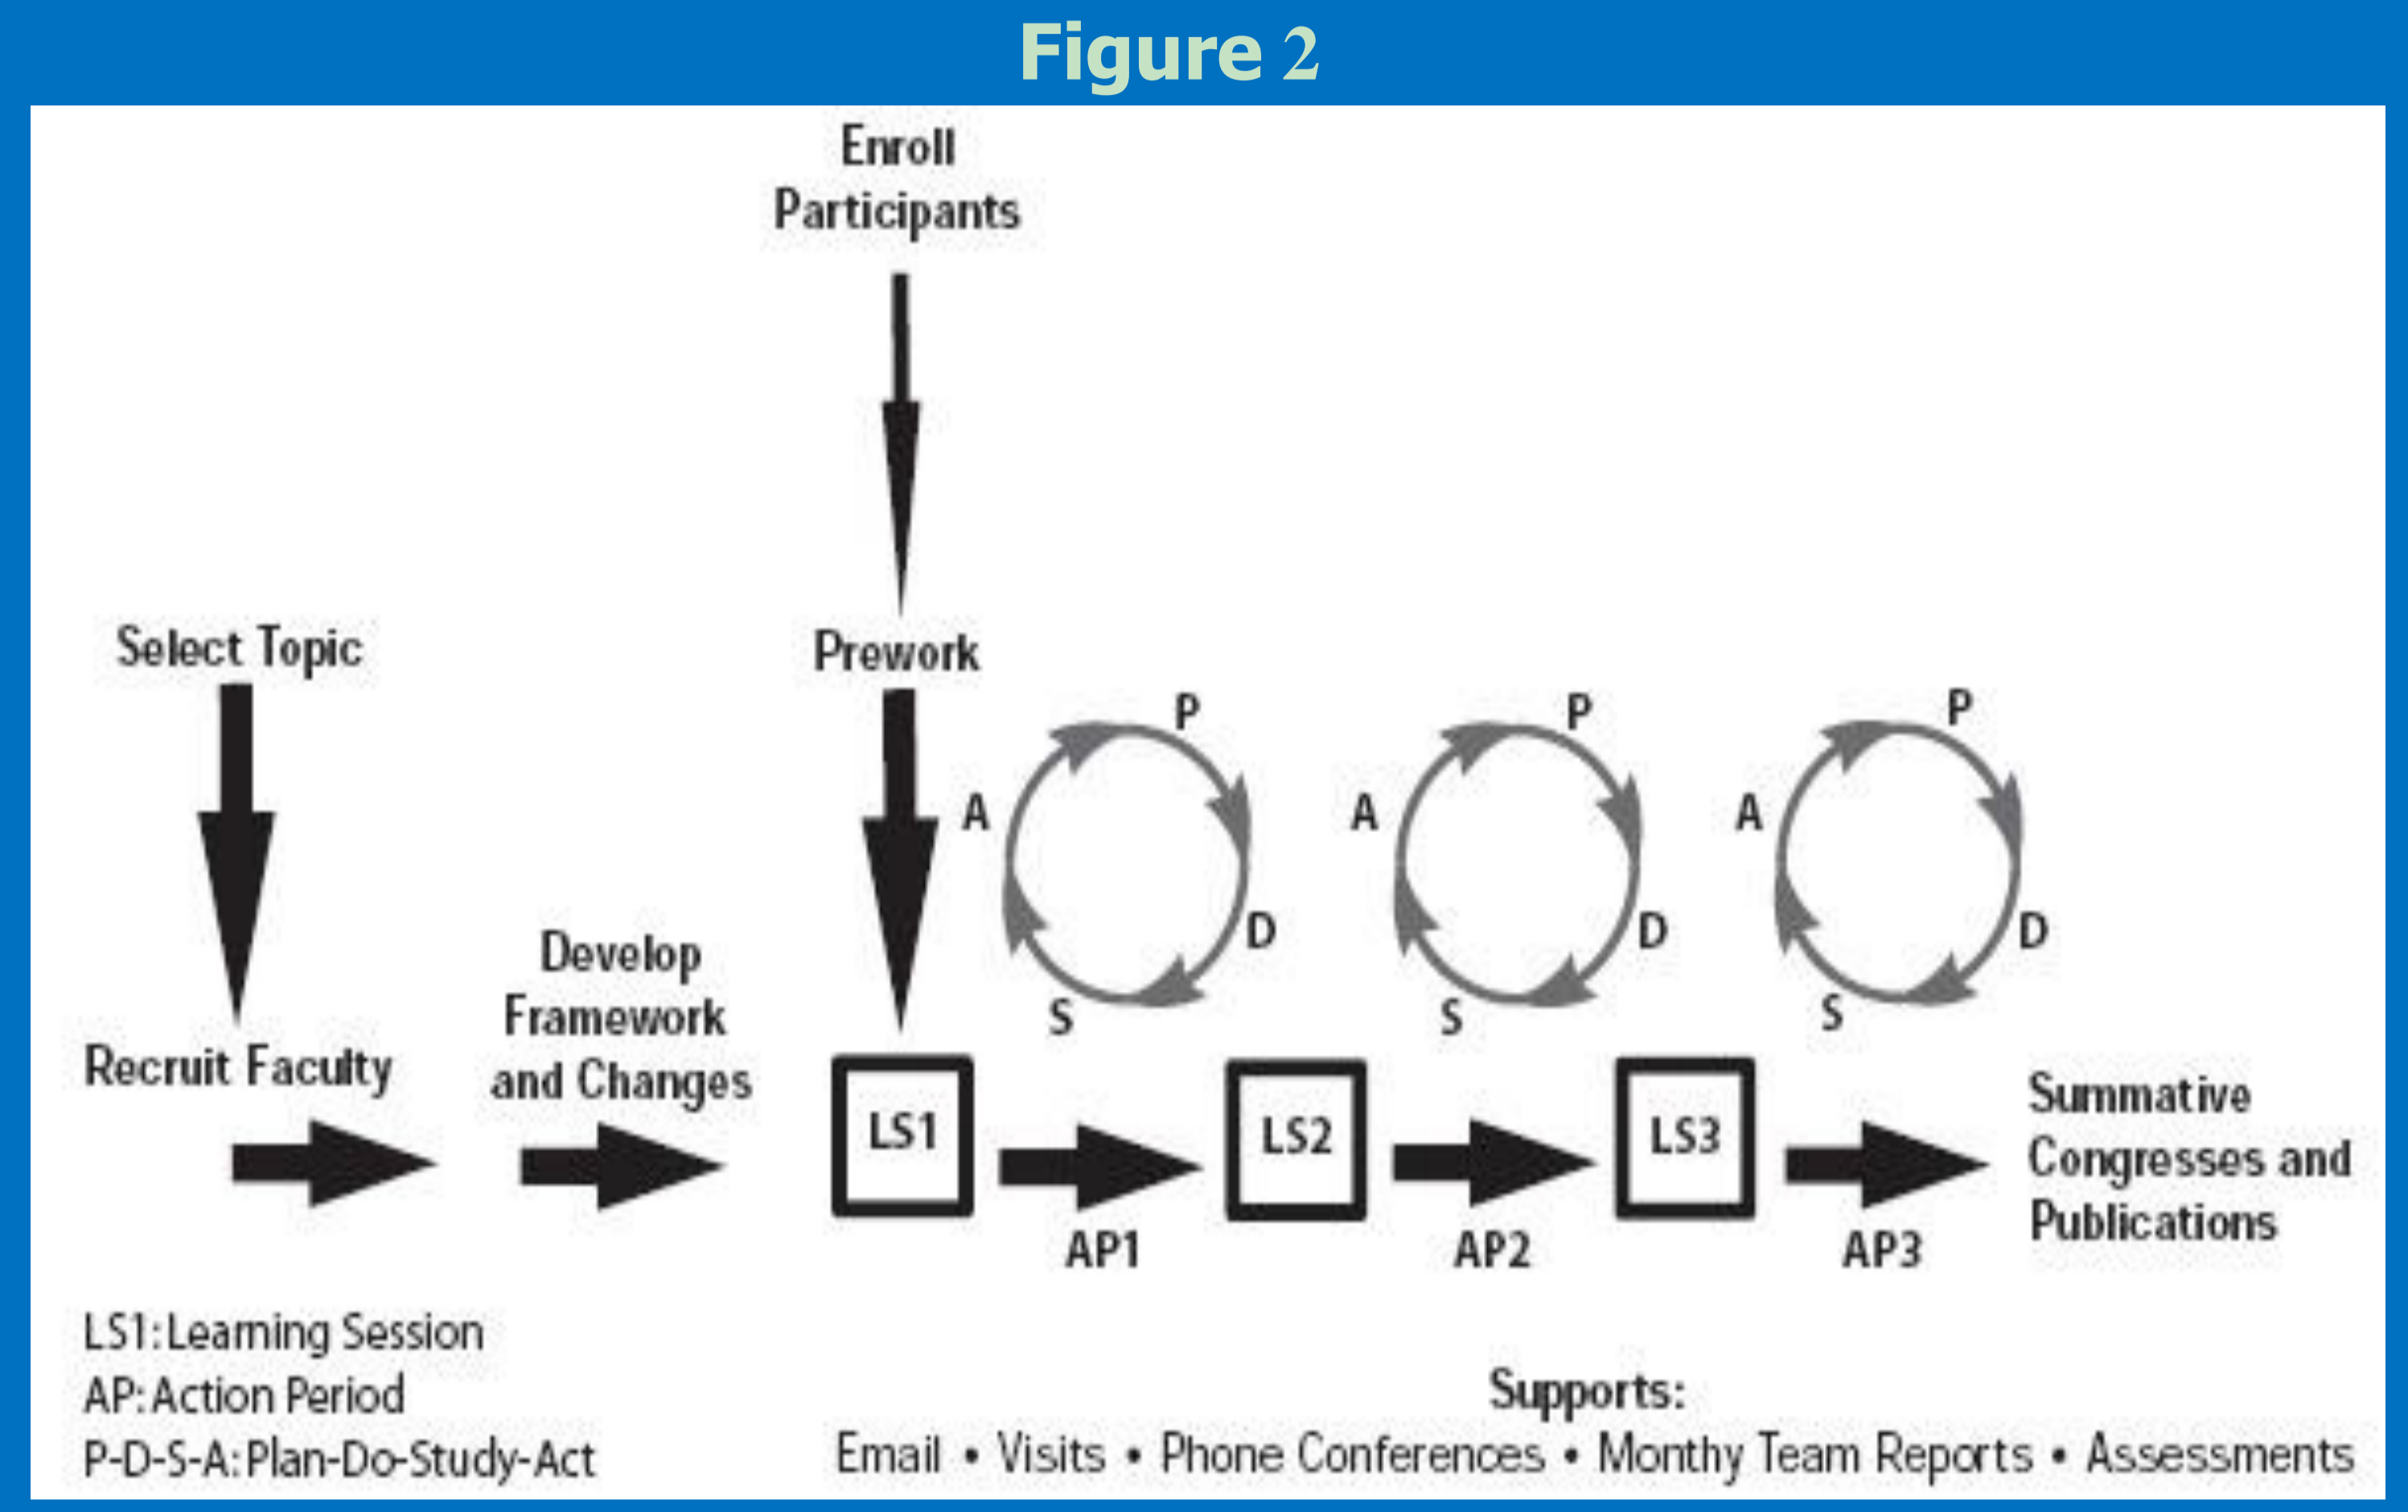 Figure 2
Enroll
Participants
Select Topic
Prework
P
P
P
A
A
A
D
D
D
S
S
S
Recruit Faculty
Develop
Framework
and Changes
LS1
LS2
LS3
AP1
AP2
AP3
Summative
Congresses and
Publications
LS1: Learning Session
AP: Action Period
P-D-S-A: Plan-Do-Study-Act
Supports:
Email • Visits • Phone Conferences • Monthy Team Reports • Assessments